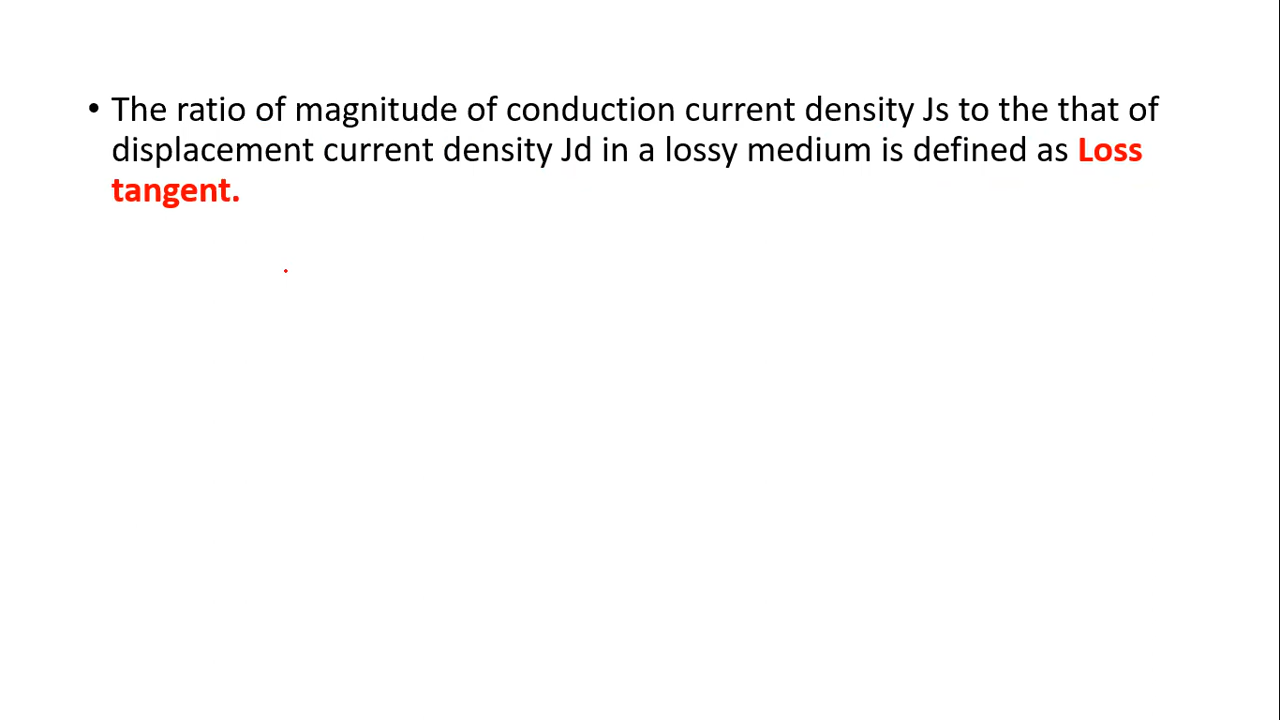 • The ratio of magnitude of conduction current density Js to the that of
displacement current density Jd in a lossy medium is defined as Loss
tangent.